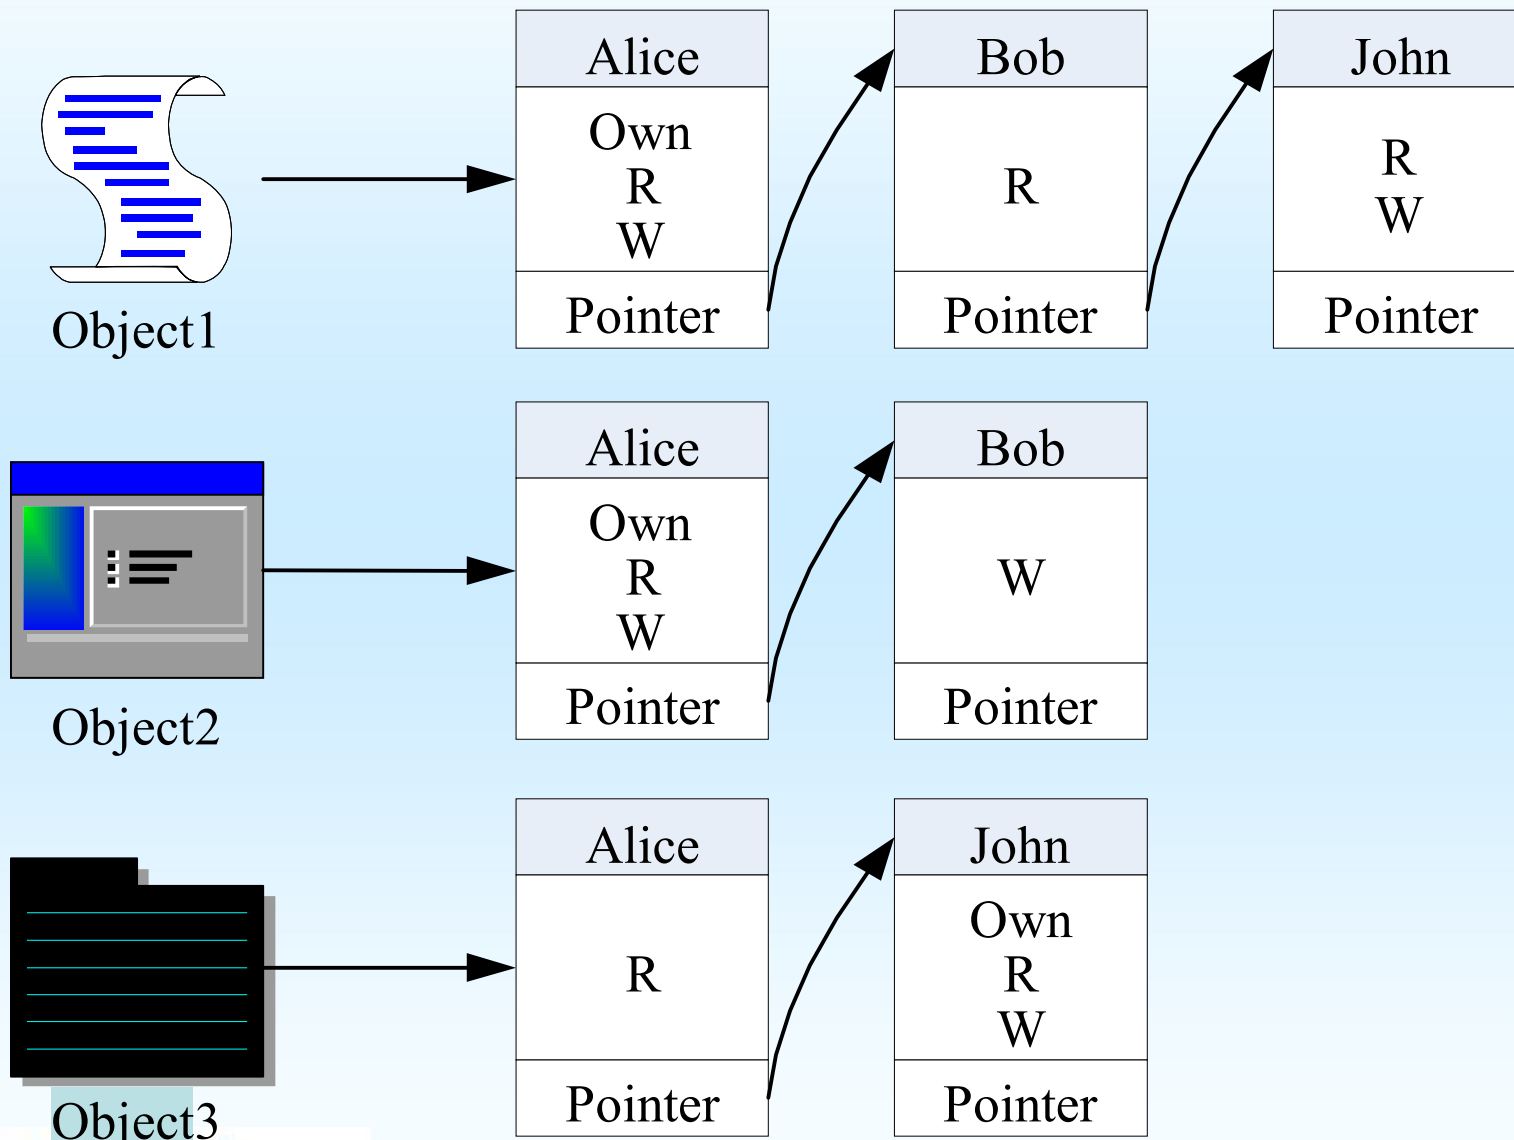 Alice
Bob
John
Own
R
W
R
R
W
Pointer
Pointer
Pointer
Object1
Alice
Bob
Own
R
W
W
Pointer
Pointer
Object2
Alice
John
R
Own
R
W
Pointer
Pointer
Object3